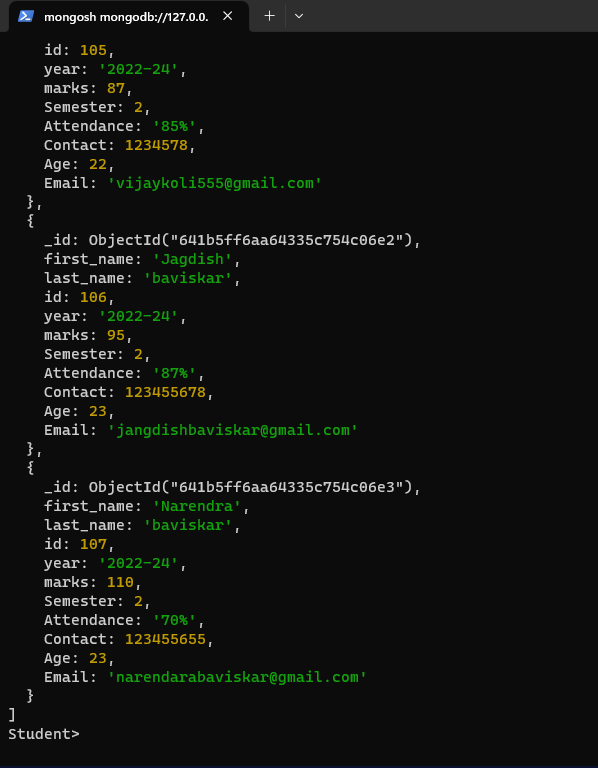 mongosh mongodb://127.0.0.
id: 105,
year: '2022-24',
marks: 87,
Semester: 2,
Attendance: '85%',
Contact: 1234578,
Age: 22,
Email: 'vijaykoli555@gmail.com'
},
{
_id: ObjectId("641b5ff6aa64335c754c06e2"),
first_name: 'Jagdish',
last_name: 'baviskar',
id: 106,
year: '2022-24',
marks: 95,
Semester: 2,
Attendance: '87%',
Contact: 123455678,
Age: 23,
Email: 'jangdishbaviskar@gmail.com'
},
{
_id: ObjectId("641b5ff6aa64335c754c06e3"),
first_name: 'Narendra',
last_name: 'baviskar',
id: 107,
year: '2022-24',
marks: 110,
Semester: 2,
Attendance: '70%',
Contact: 123455655,
Age: 23,
Email: 'narendarabaviskar@gmail.com'
}
]
Student>